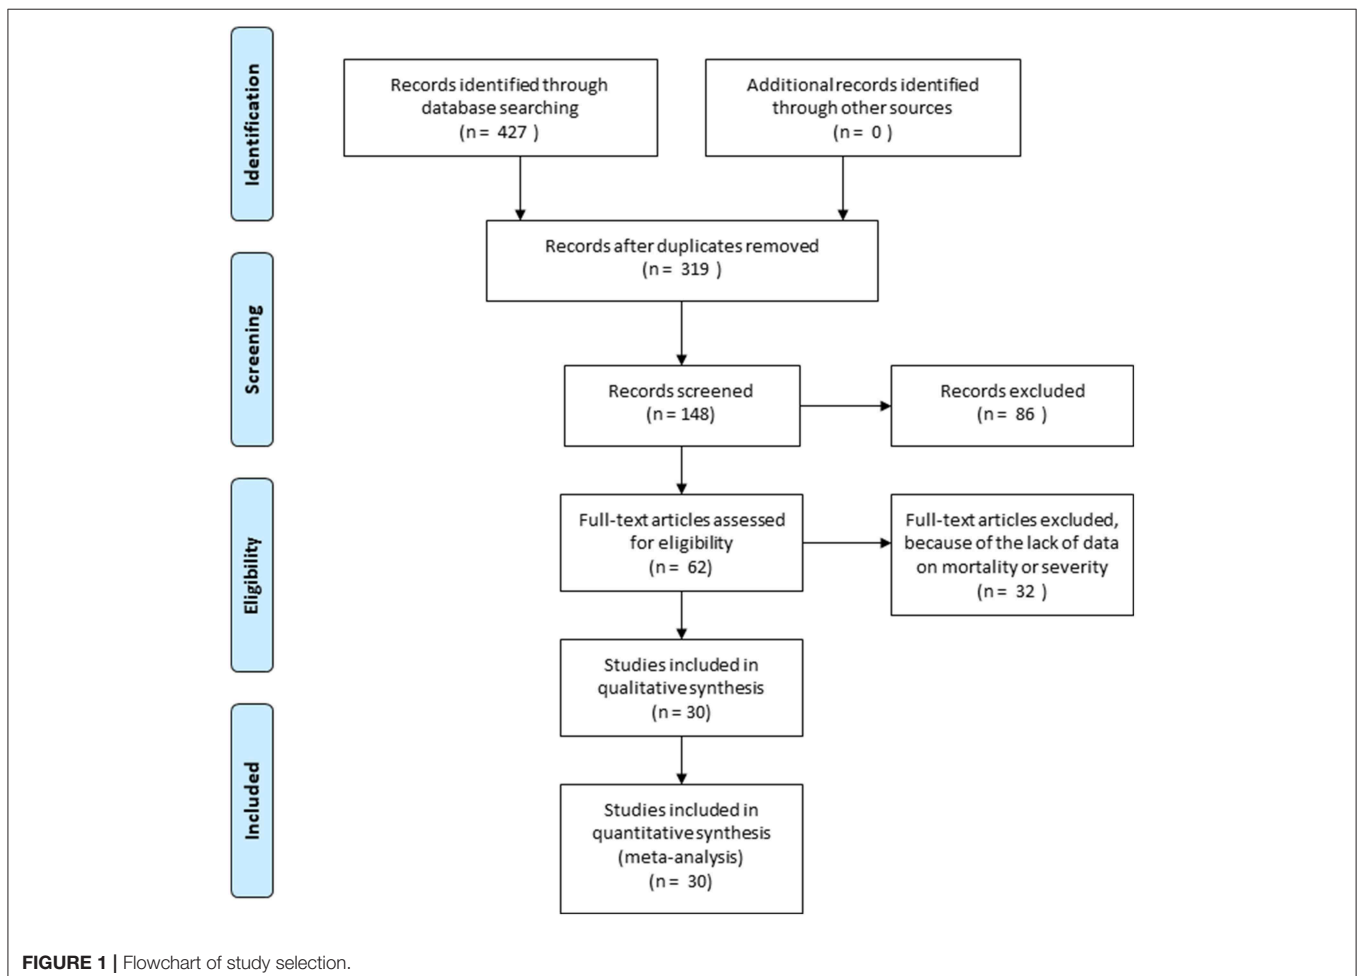 Identification
Records identified through
database searching
(n = 427 )
Additional records identified
through other sources
(n = 0 )
Records after duplicates removed
(n = 319 )
Screening
Records screened
(n = 148)
Records excluded
(n = 86 )
Eligibility
Full-text articles assessed
for eligibility
(n = 62)
Full-text articles excluded,
because of the lack of data
on mortality or severity
(n = 32 )
Studies included in
qualitative synthesis
(n = 30)
Included
Studies included in
quantitative synthesis
(meta-analysis)
(n = 30)
FIGURE 1 | Flowchart of study selection.